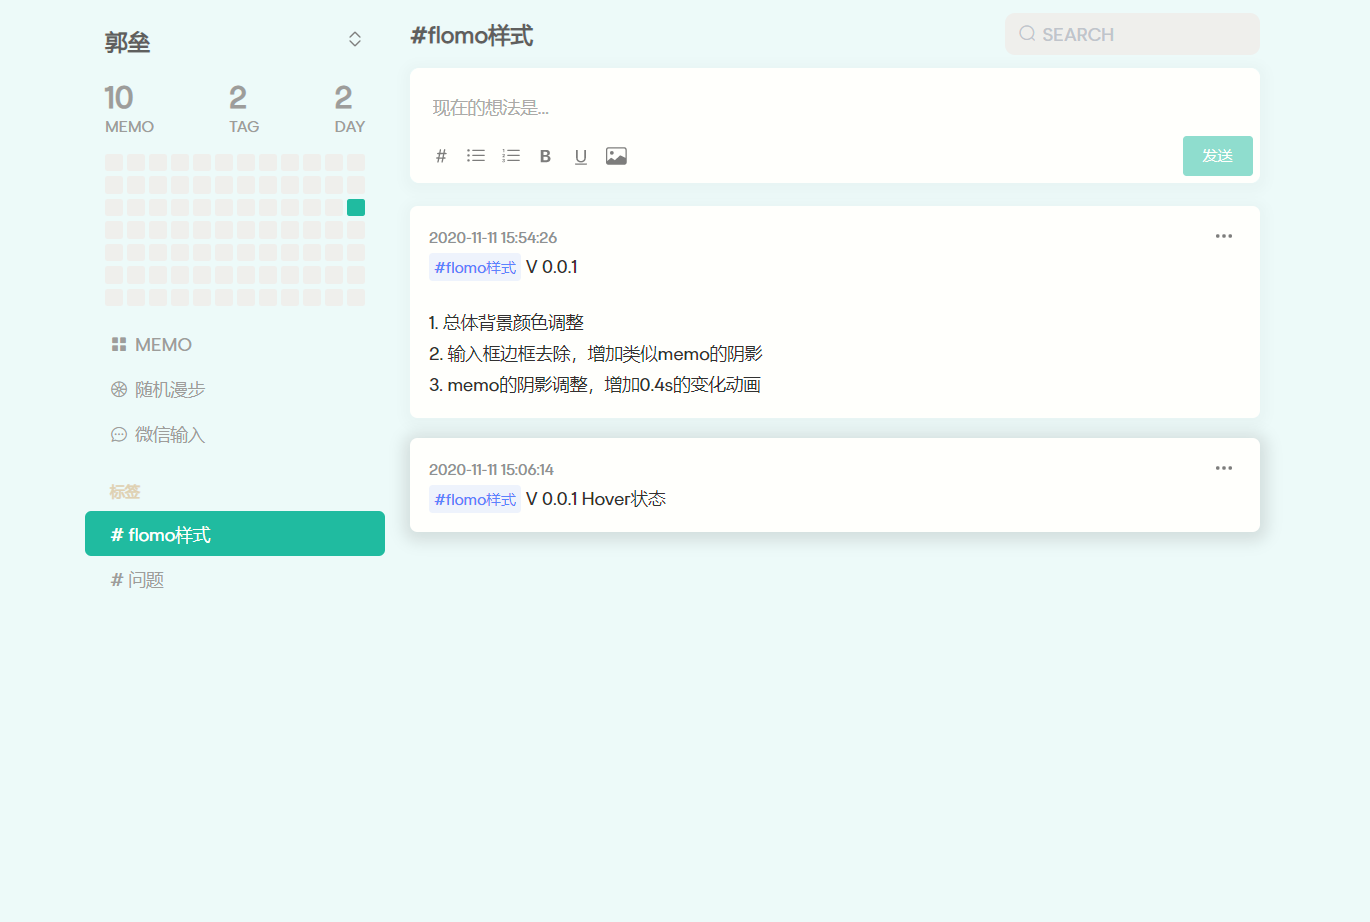 郭垒
10
MEMO
2
TAG
2
DAY
MEMO
随机漫步
微信输入
标签
# flomo样式
# 问题
#flomo样式
SEARCH
现在的想法是...
# B U
发送
2020-11-11 15:54:26
#flomo样式 V 0.0.1
1. 总体背景颜色调整
2. 输入框边框去除，增加类似memo的阴影
3. memo的阴影调整，增加0.4s的变化动画
2020-11-11 15:06:14
#flomo样式 V 0.0.1 Hover状态